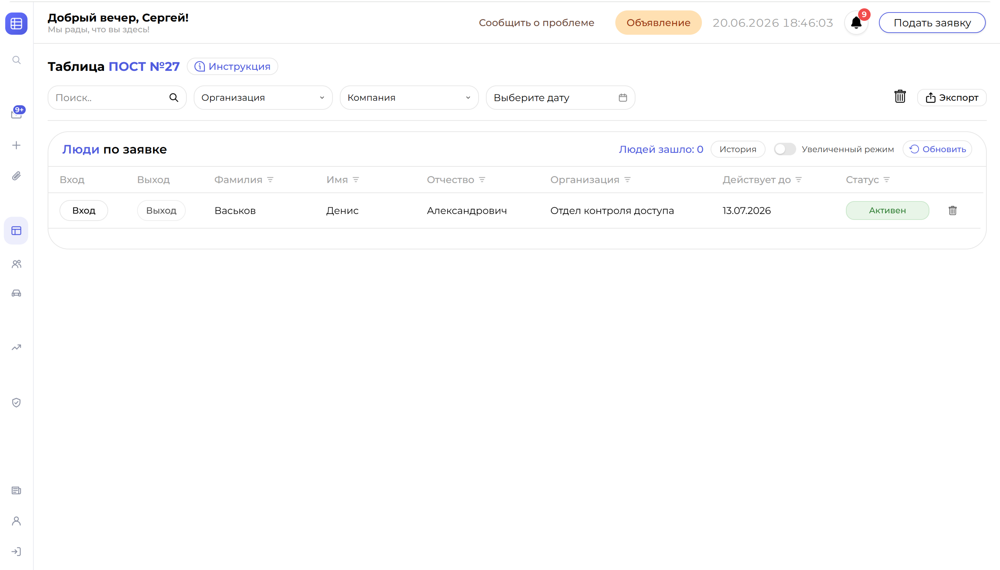 Добрый вечер, Сергей!
Мы рады, что вы здесь!
Сообщить о проблеме
Объявление
20.06.2026 18:46:03
9
Подать заявку
Таблица ПОСТ №27
Инструкция
Поиск..
Организация
Компания
Выберите дату
Экспорт
9+
Люди по заявке
Людей зашло: 0
История
Увеличенный режим
Обновить
Вход Выход Фамилия Имя Отчество Организация Действует до Статус
Вход Выход Васьков Денис Александрович Отдел контроля доступа 13.07.2026 Активен